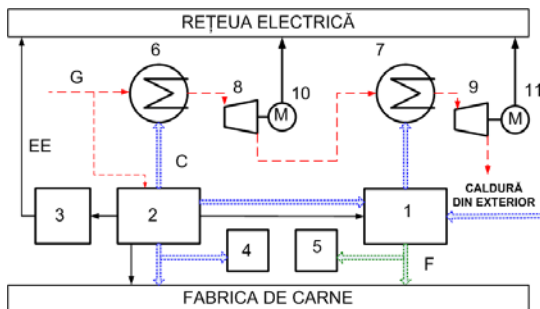 REȚEUA ELECTRICĂ
6
7
G
8
9
10
11
M
M
EE
C
CALDURĂ
DIN EXTERIOR
3
2
1
4
5
F
FABRICA DE CARNE